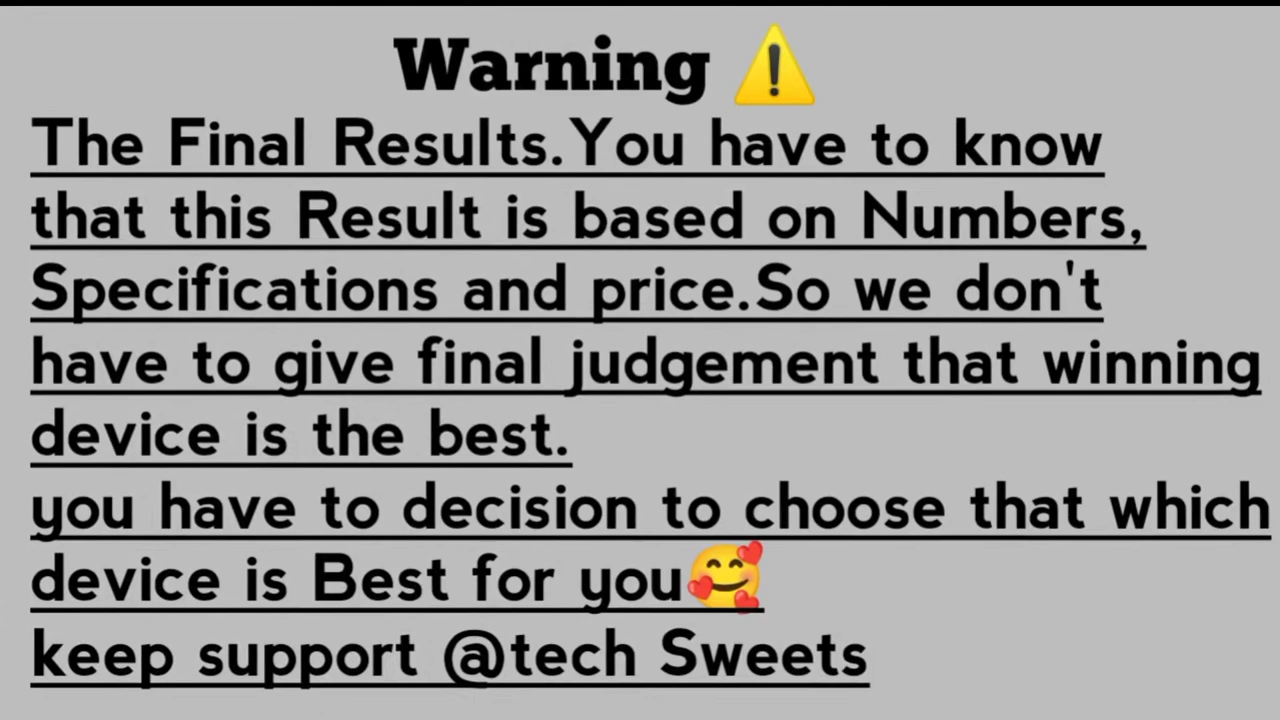 Warning ⚠️
The Final Results.You have to know
that this Result is based on Numbers,
Specifications and price.So we don't
have to give final judgement that winning
device is the best.
you have to decision to choose that which
device is Best for you🥰
keep support @tech Sweets